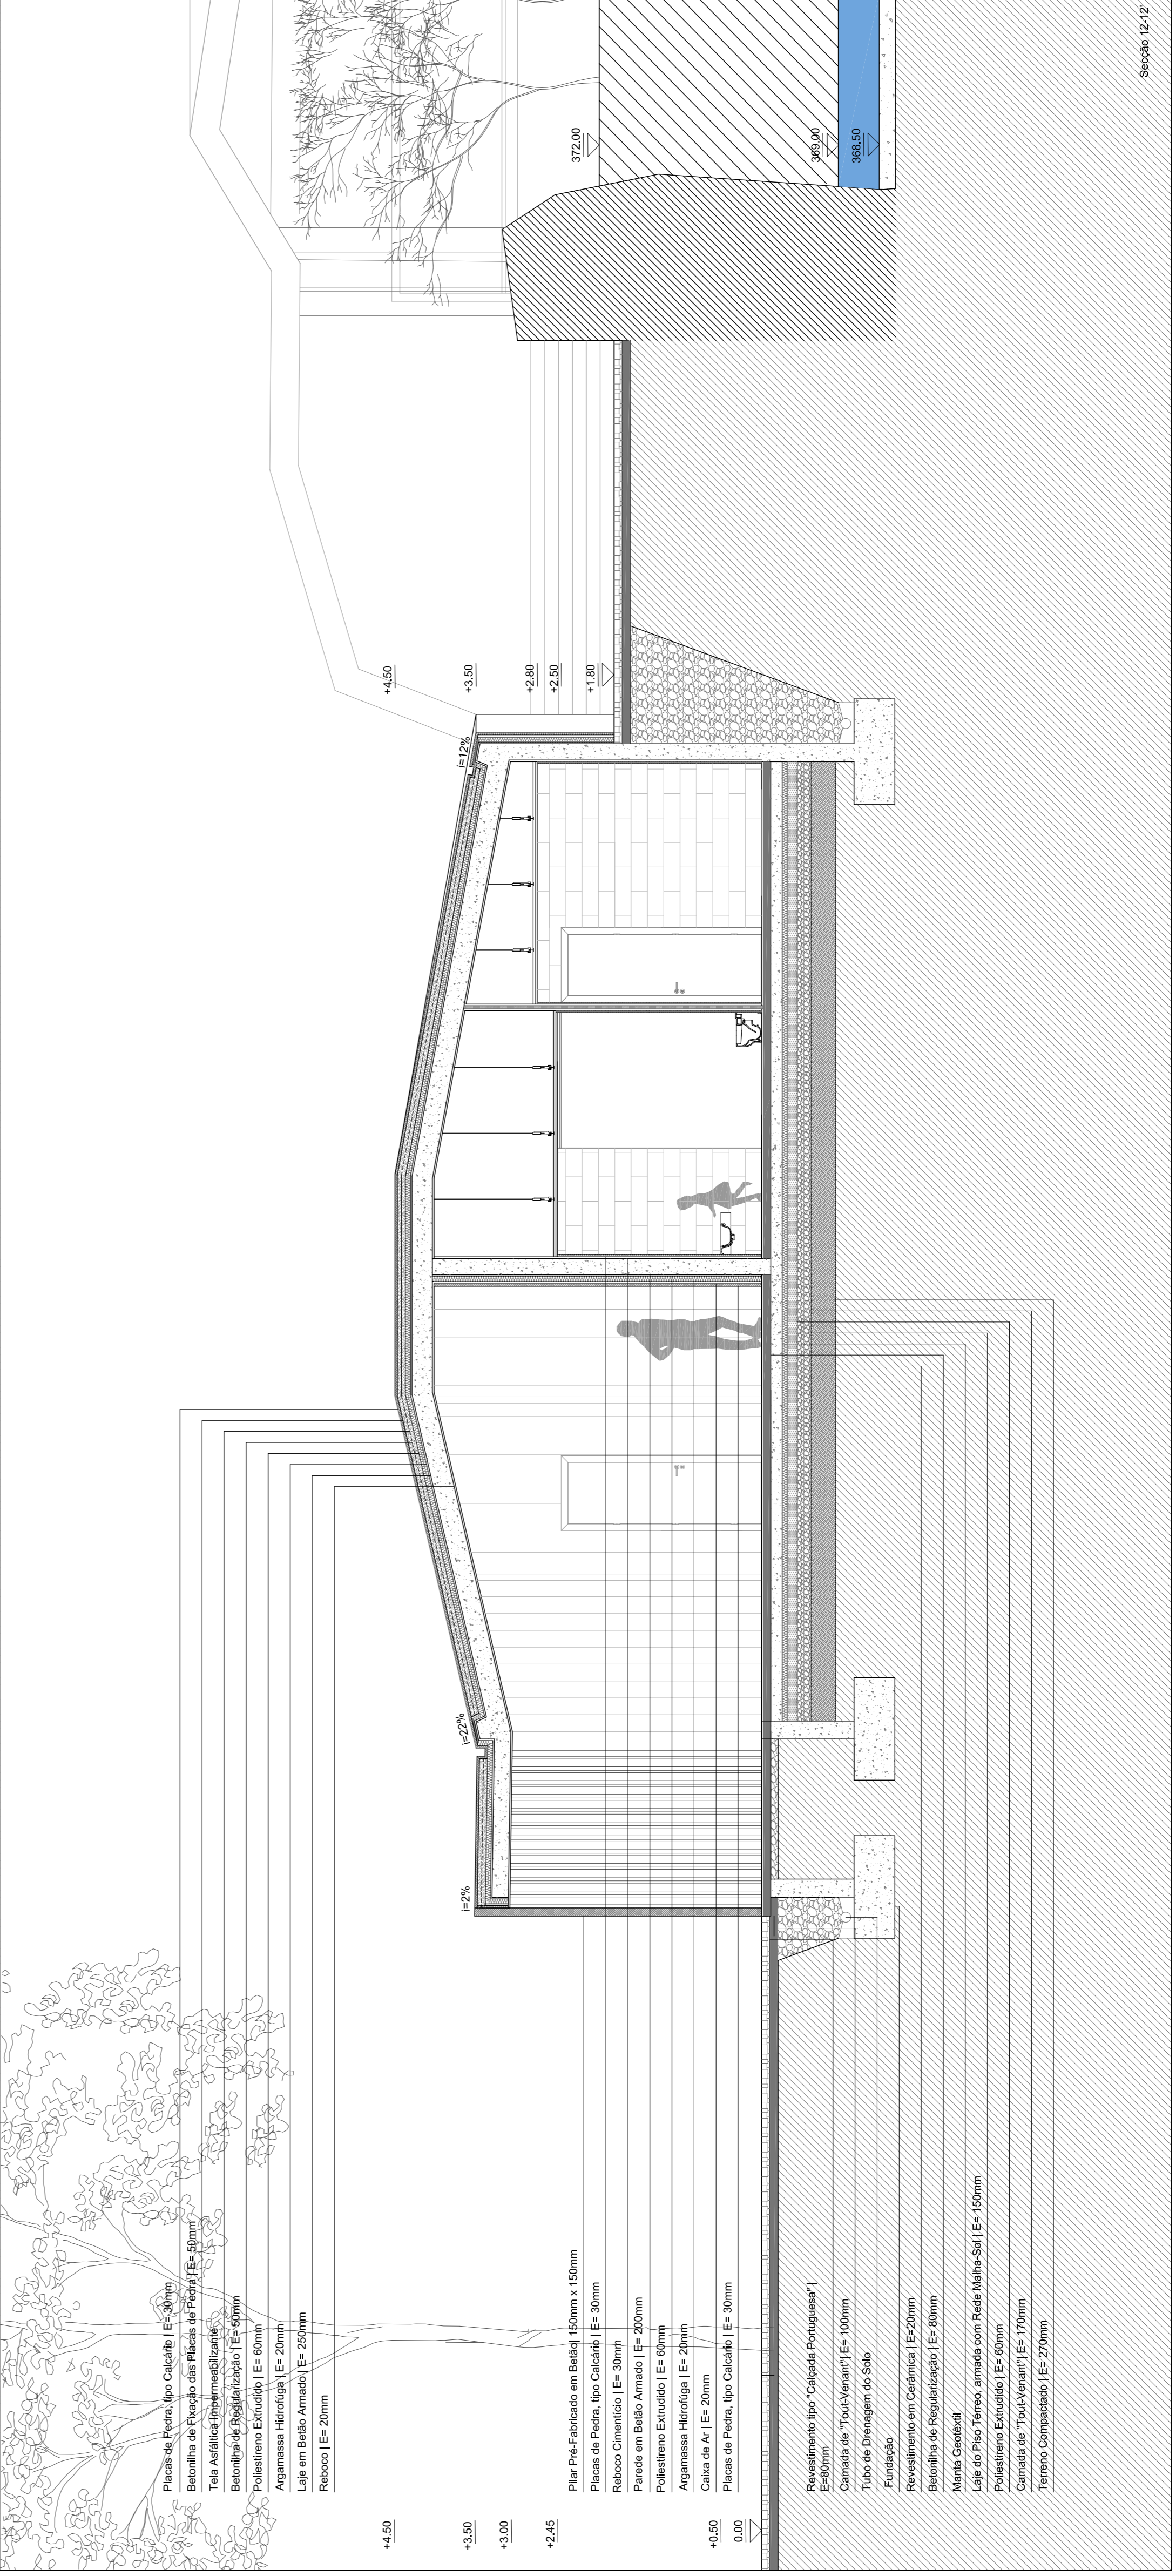 Placas de Pedra, tipo Calcário | E= 30mm
Betonilha de Fixação das Placas de Pedra | E= 50mm
Tela Asfáltica Impermeabilizante
Betonilha de Regularização | E= 50mm
Poliestireno Extrudido | E= 60mm
Argamassa Hidrofúga | E= 20mm
Laje em Betão Armado | E= 250mm
Reboco | E= 20mm
Pilar Pré-Fabricado em Betão| 150mm x 150mm
Placas de Pedra, tipo Calcário | E= 30mm
Reboco Cimentício | E= 30mm
Parede em Betão Armado | E= 200mm
Poliestireno Extrudido | E= 60mm
Argamassa Hidrofúga | E= 20mm
Caixa de Ar | E= 20mm
Placas de Pedra, tipo Calcário | E= 30mm
Revestimento tipo "Calçada Portuguesa" |
E=80mm
Camada de "Tout-Venant"| E= 100mm
Tubo de Drenagem do Solo
Fundação
Revestimento em Cerâmica | E=20mm
Betonilha de Regularização | E= 80mm
Manta Geotêxtil
Laje do Piso Térreo, armada com Rede Malha-Sol | E= 150mm
Poliestireno Extrudido | E= 60mm
Camada de "Tout-Venant"| E= 170mm
Terreno Compactado | E= 270mm
+4.50
+3.50
+3.00
+2.45
+0.50
0.00
i=2%
i=22%
i=12%
+4.50
+3.50
+2.80
+2.50
+1.80
372.00
369.00
368.50
Secção 12-12'